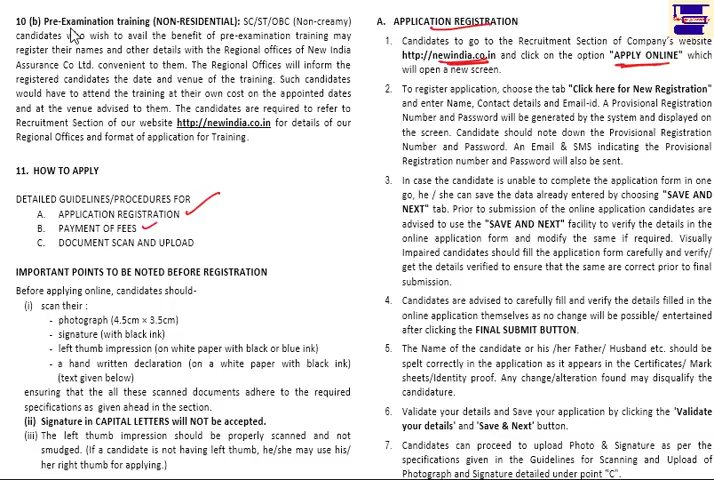 10 (b) Pre-Examination training (NON-RESIDENTIAL): SC/ST/OBC (Non-creamy)
candidates who wish to avail the benefit of pre-examination training may
register their names and other details with the Regional offices of New India
Assurance Co Ltd. convenient to them. The Regional Offices will inform the
registered candidates the date and venue of the training. Such candidates
would have to attend the training at their own cost on the appointed dates
and at the venue advised to them. The candidates are required to refer to
Recruitment Section of our website http://newindia.co.in for details of our
Regional Offices and format of application for Training.
11. HOW TO APPLY
DETAILED GUIDELINES/PROCEDURES FOR
A. APPLICATION REGISTRATION
B. PAYMENT OF FEES
C. DOCUMENT SCAN AND UPLOAD
IMPORTANT POINTS TO BE NOTED BEFORE REGISTRATION
Before applying online, candidates should-
(i) scan their :
- photograph (4.5cm × 3.5cm)
- signature (with black ink)
- left thumb impression (on white paper with black or blue ink)
- a hand written declaration (on a white paper with black ink)
(text given below)
ensuring that the all these scanned documents adhere to the required
specifications as given ahead in the section.
(ii) Signature in CAPITAL LETTERS will NOT be accepted.
(iii) The left thumb impression should be properly scanned and not
smudged. (If a candidate is not having left thumb, he/she may use his/
her right thumb for applying.)
A. APPLICATION REGISTRATION
1. Candidates to go to the Recruitment Section of Company's website
http://newindia.co.in and click on the option "APPLY ONLINE" which
will open a new screen.
2. To register application, choose the tab "Click here for New Registration"
and enter Name, Contact details and Email-id. A Provisional Registration
Number and Password will be generated by the system and displayed on
the screen. Candidate should note down the Provisional Registration
Number and Password. An Email & SMS indicating the Provisional
Registration number and Password will also be sent.
3. In case the candidate is unable to complete the application form in one
go, he / she can save the data already entered by choosing "SAVE AND
NEXT" tab. Prior to submission of the online application candidates are
advised to use the "SAVE AND NEXT" facility to verify the details in the
online application form and modify the same if required. Visually
Impaired candidates should fill the application form carefully and verify/
get the details verified to ensure that the same are correct prior to final
submission.
4. Candidates are advised to carefully fill and verify the details filled in the
online application themselves as no change will be possible/ entertained
after clicking the FINAL SUBMIT BUTTON.
5. The Name of the candidate or his /her Father/ Husband etc. should be
spelt correctly in the application as it appears in the Certificates/ Mark
sheets/Identity proof. Any change/alteration found may disqualify the
candidature.
6. Validate your details and Save your application by clicking the 'Validate
your details' and 'Save & Next' button.
7. Candidates can proceed to upload Photo & Signature as per the
specifications given in the Guidelines for Scanning and Upload of
Photograph and Signature detailed under point "C".